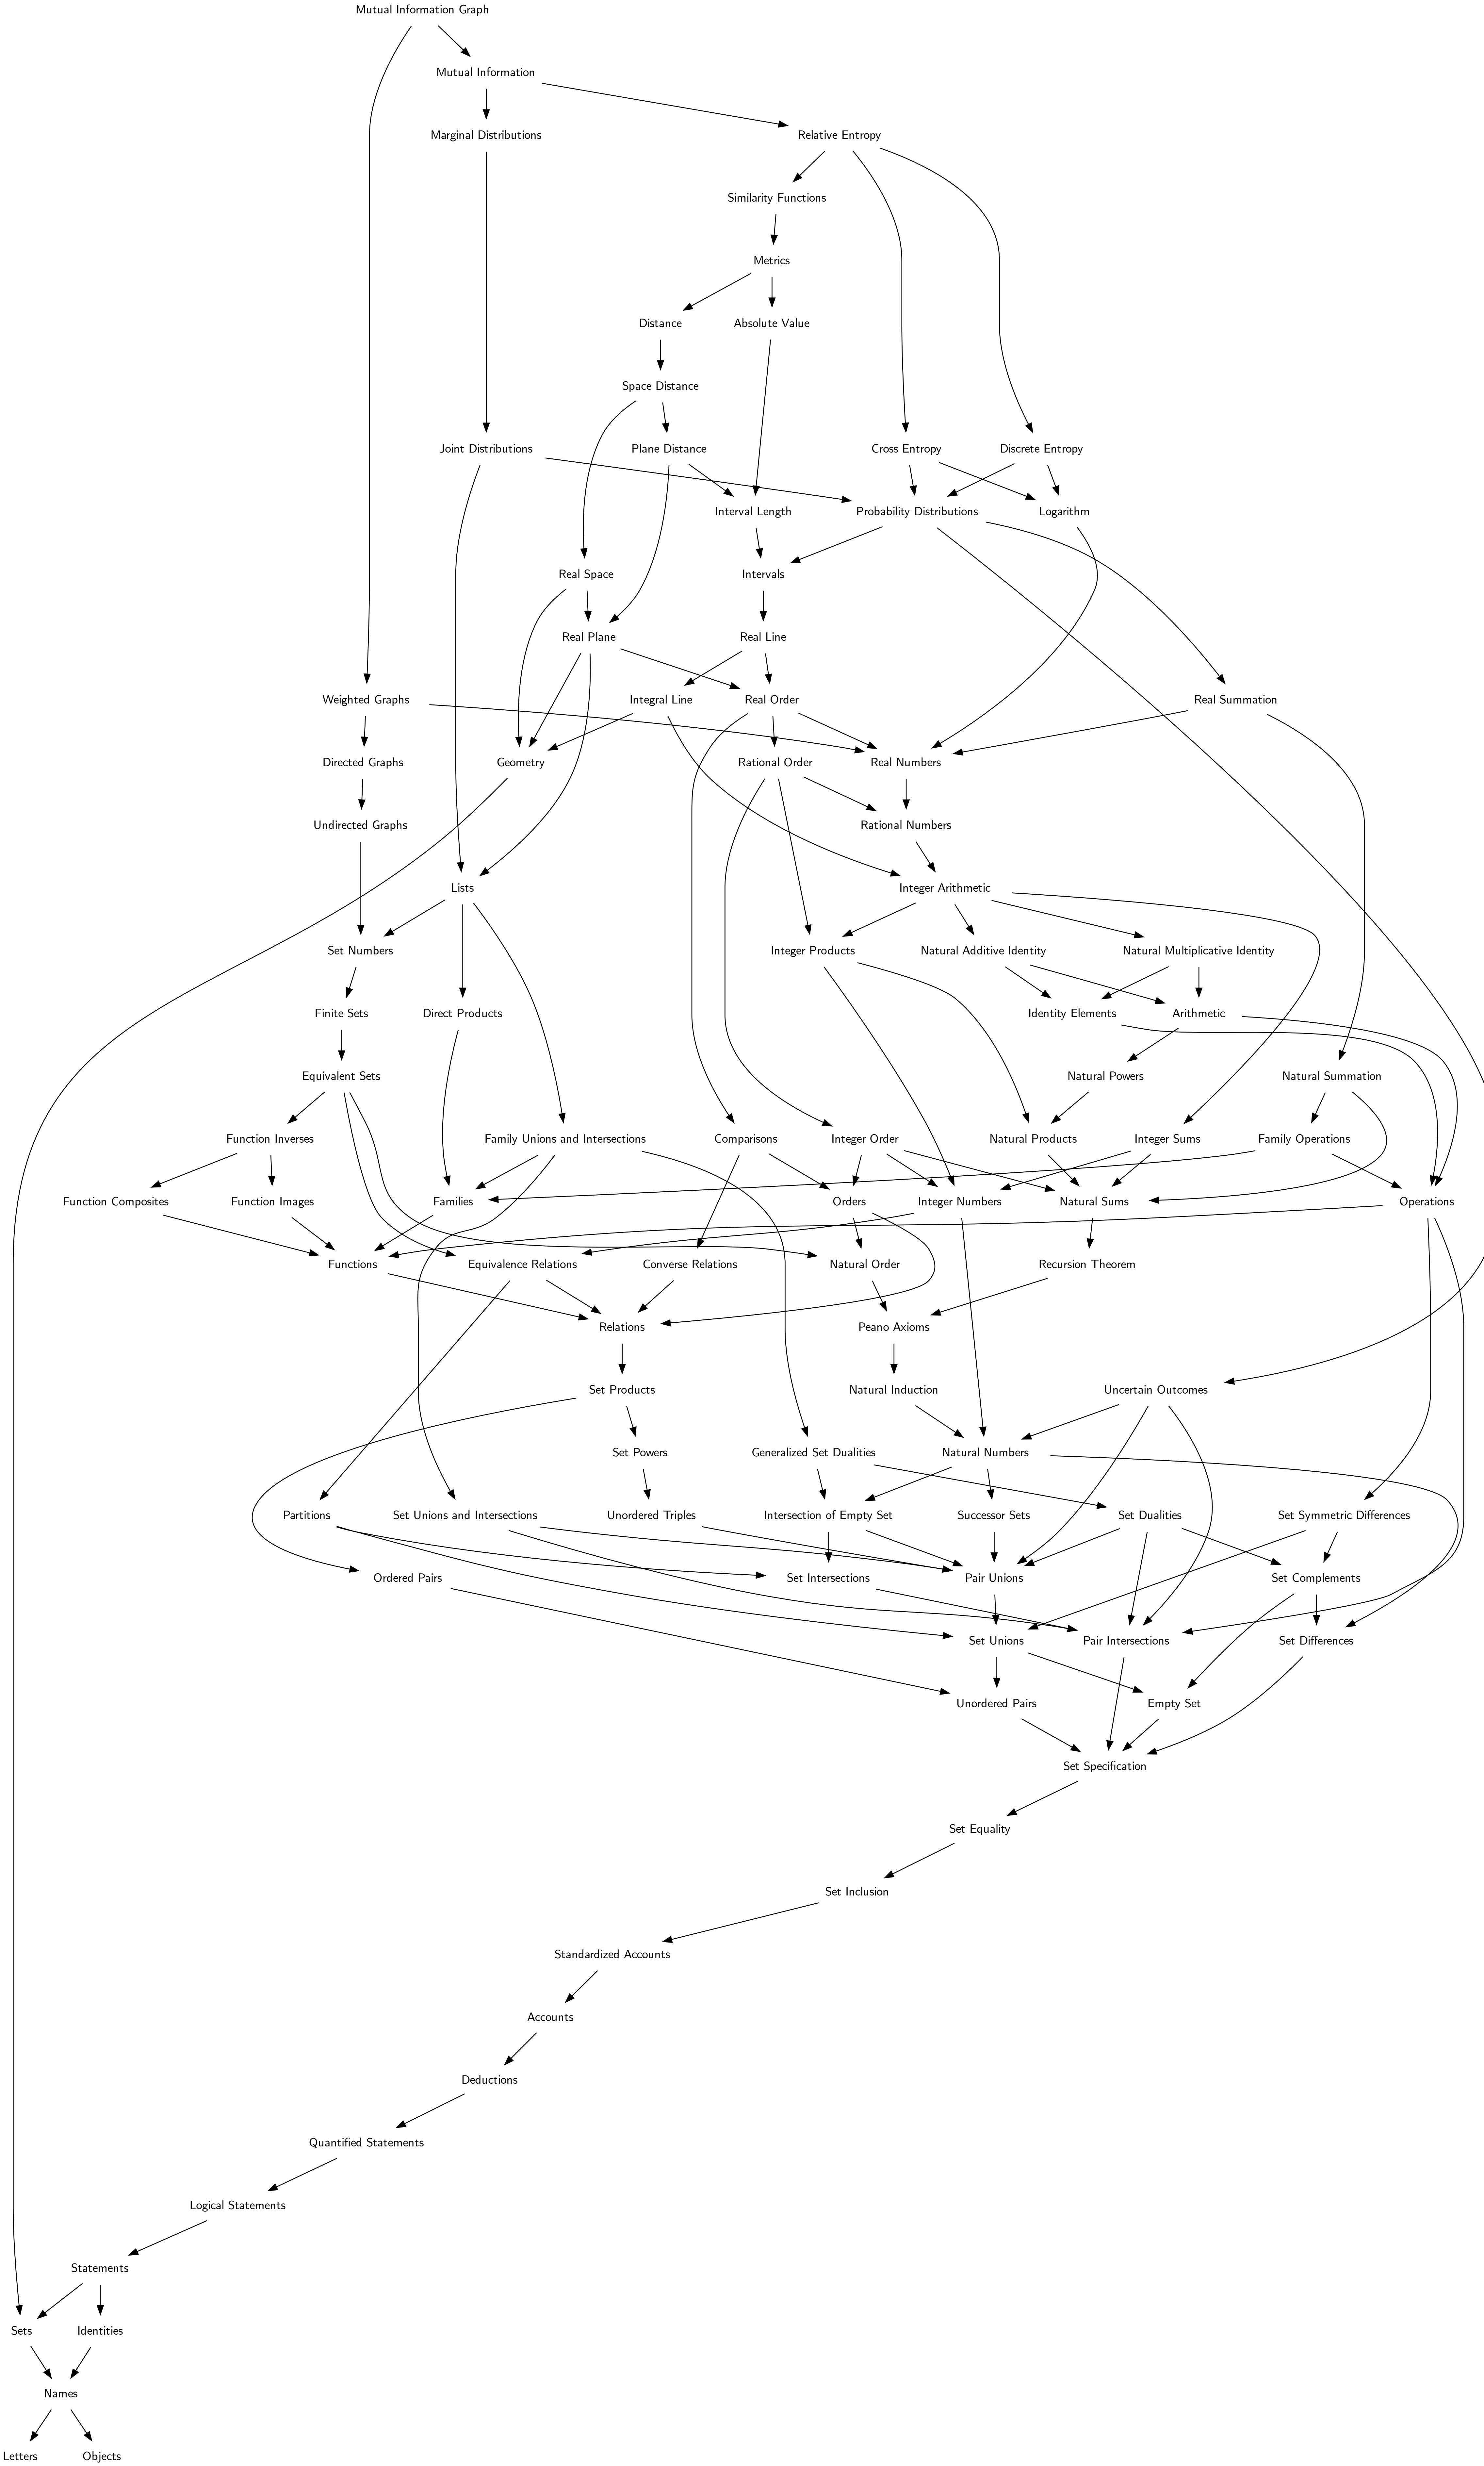 Mutual Information Graph
Mutual Information
Marginal Distributions
Relative Entropy
Similarity Functions
Metrics
Distance
Absolute Value
Space Distance
Joint Distributions
Plane Distance
Cross Entropy
Discrete Entropy
Interval Length
Probability Distributions
Logarithm
Real Space
Intervals
Real Plane
Real Line
Weighted Graphs
Integral Line
Real Order
Real Summation
Directed Graphs
Geometry
Rational Order
Real Numbers
Undirected Graphs
Rational Numbers
Lists
Integer Arithmetic
Set Numbers
Integer Products
Natural Additive Identity
Natural Multiplicative Identity
Finite Sets
Direct Products
Identity Elements
Arithmetic
Equivalent Sets
Natural Powers
Natural Summation
Function Inverses
Family Unions and Intersections
Comparisons
Integer Order
Natural Products
Integer Sums
Family Operations
Function Composites
Function Images
Families
Orders
Integer Numbers
Natural Sums
Operations
Functions
Equivalence Relations
Converse Relations
Natural Order
Recursion Theorem
Relations
Peano Axioms
Set Products
Natural Induction
Uncertain Outcomes
Set Powers
Generalized Set Dualities
Natural Numbers
Partitions
Set Unions and Intersections
Unordered Triples
Intersection of Empty Set
Successor Sets
Set Dualities
Set Symmetric Differences
Ordered Pairs
Set Intersections
Pair Unions
Set Complements
Set Unions
Pair Intersections
Set Differences
Unordered Pairs
Empty Set
Set Specification
Set Equality
Set Inclusion
Standardized Accounts
Accounts
Deductions
Quantified Statements
Logical Statements
Statements
Sets
Identities
Names
Letters
Objects